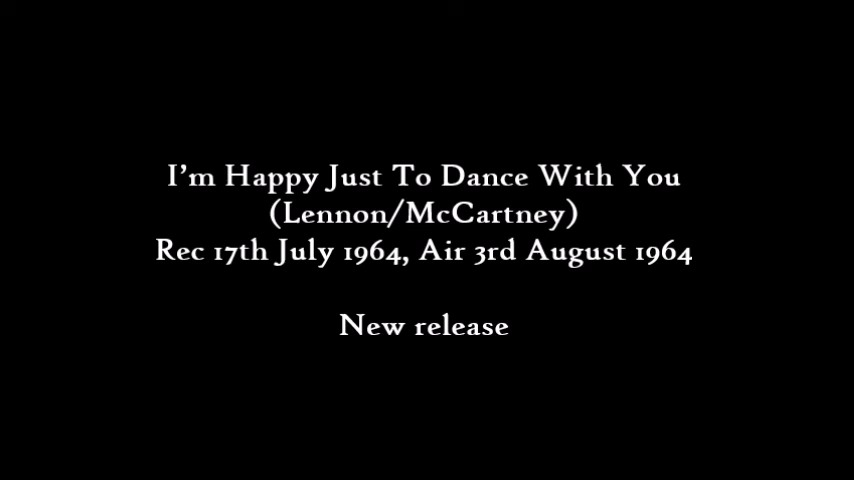 I'm Happy Just To Dance With You
(Lennon/McCartney)
Rec 17th July 1964, Air 3rd August 1964
New release